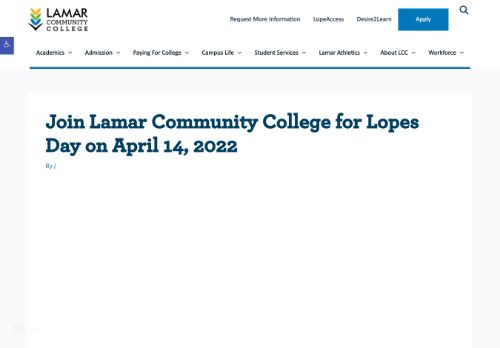 LAMAR
COMMUNITY
COLLEGE
Request More Information LopeAccess Desire2Learn Apply
Academics Admission Paying For College Campus Life Student Services Lamar Athletics About LCC Workforce
Join Lamar Community College for Lopes
Day on April 14, 2022
By /